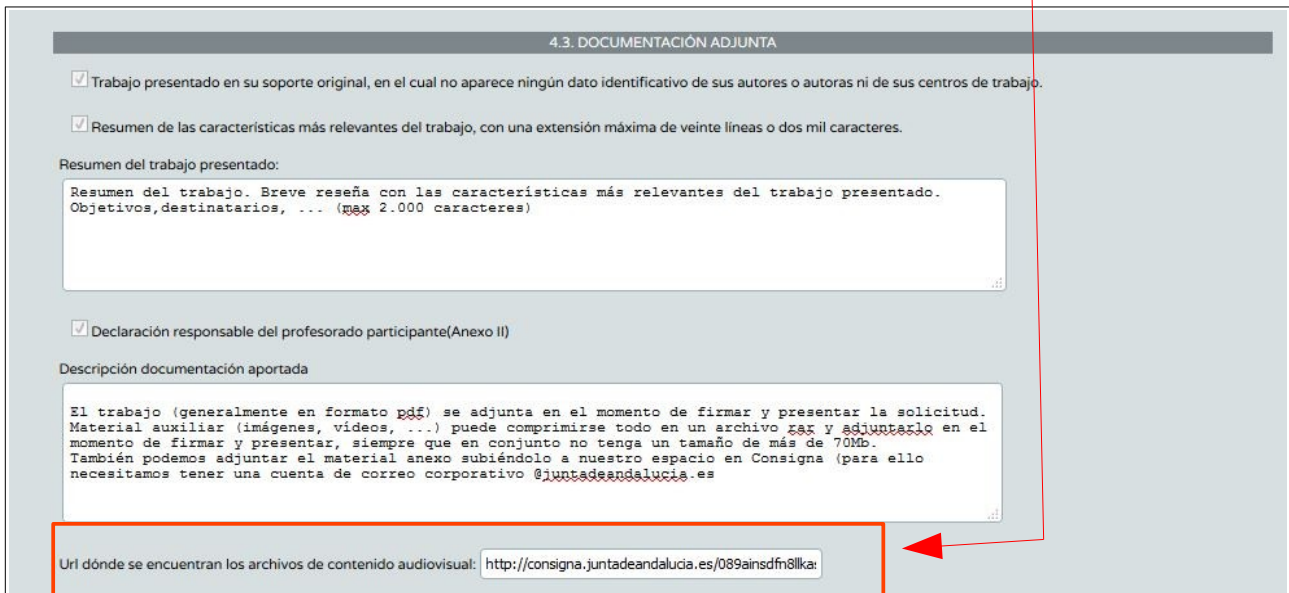 4.3. DOCUMENTACIÓN ADJUNTA
Trabajo presentado en su soporte original, en el cual no aparece ningún dato identificativo de sus autores o autoras ni de sus centros de trabajo.
Resumen de las características más relevantes del trabajo, con una extensión máxima de veinte líneas o dos mil caracteres.
Resumen del trabajo presentado:
Resumen del trabajo. Breve reseña con las características más relevantes del trabajo presentado.
Objetivos,destinatarios, ... (max 2.000 caracteres)
Declaración responsable del profesorado participante(Anexo II)
Descripción documentación aportada
El trabajo (generalmente en formato pdf) se adjunta en el momento de firmar y presentar la solicitud.
Material auxiliar (imágenes, vídeos, ...) puede comprimirse todo en un archivo rar y adjuntarlo en el
momento de firmar y presentar, siempre que en conjunto no tenga un tamaño de más de 70Mb.
También podemos adjuntar el material anexo subiéndolo a nuestro espacio en Consigna (para ello
necesitamos tener una cuenta de correo corporativo @juntadeandalucia.es
Url dónde se encuentran los archivos de contenido audiovisual: http://consigna.juntadeandalucia.es/089ainsdfn8llka